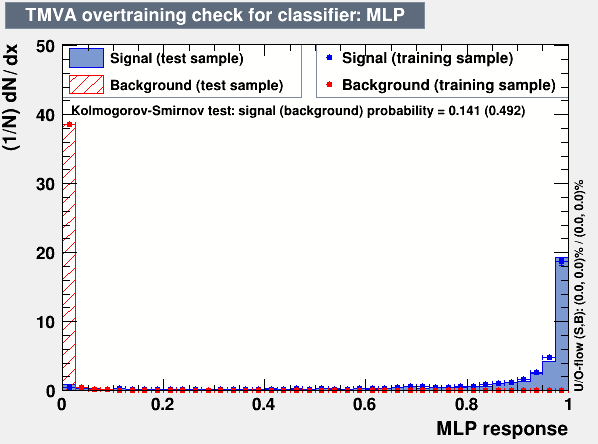 TMVA overtraining check for classifier: MLP
(1/N) dN / dx
50
40
30
20
10
0
Signal (test sample)
Background (test sample)
Signal (training sample)
Background (training sample)
Kolmogorov-Smirnov test: signal (background) probability = 0.141 (0.492)
U/O-flow (S,B): (0.0, 0.0)% / (0.0, 0.0)%
0 0.2 0.4 0.6 0.8 1
MLP response